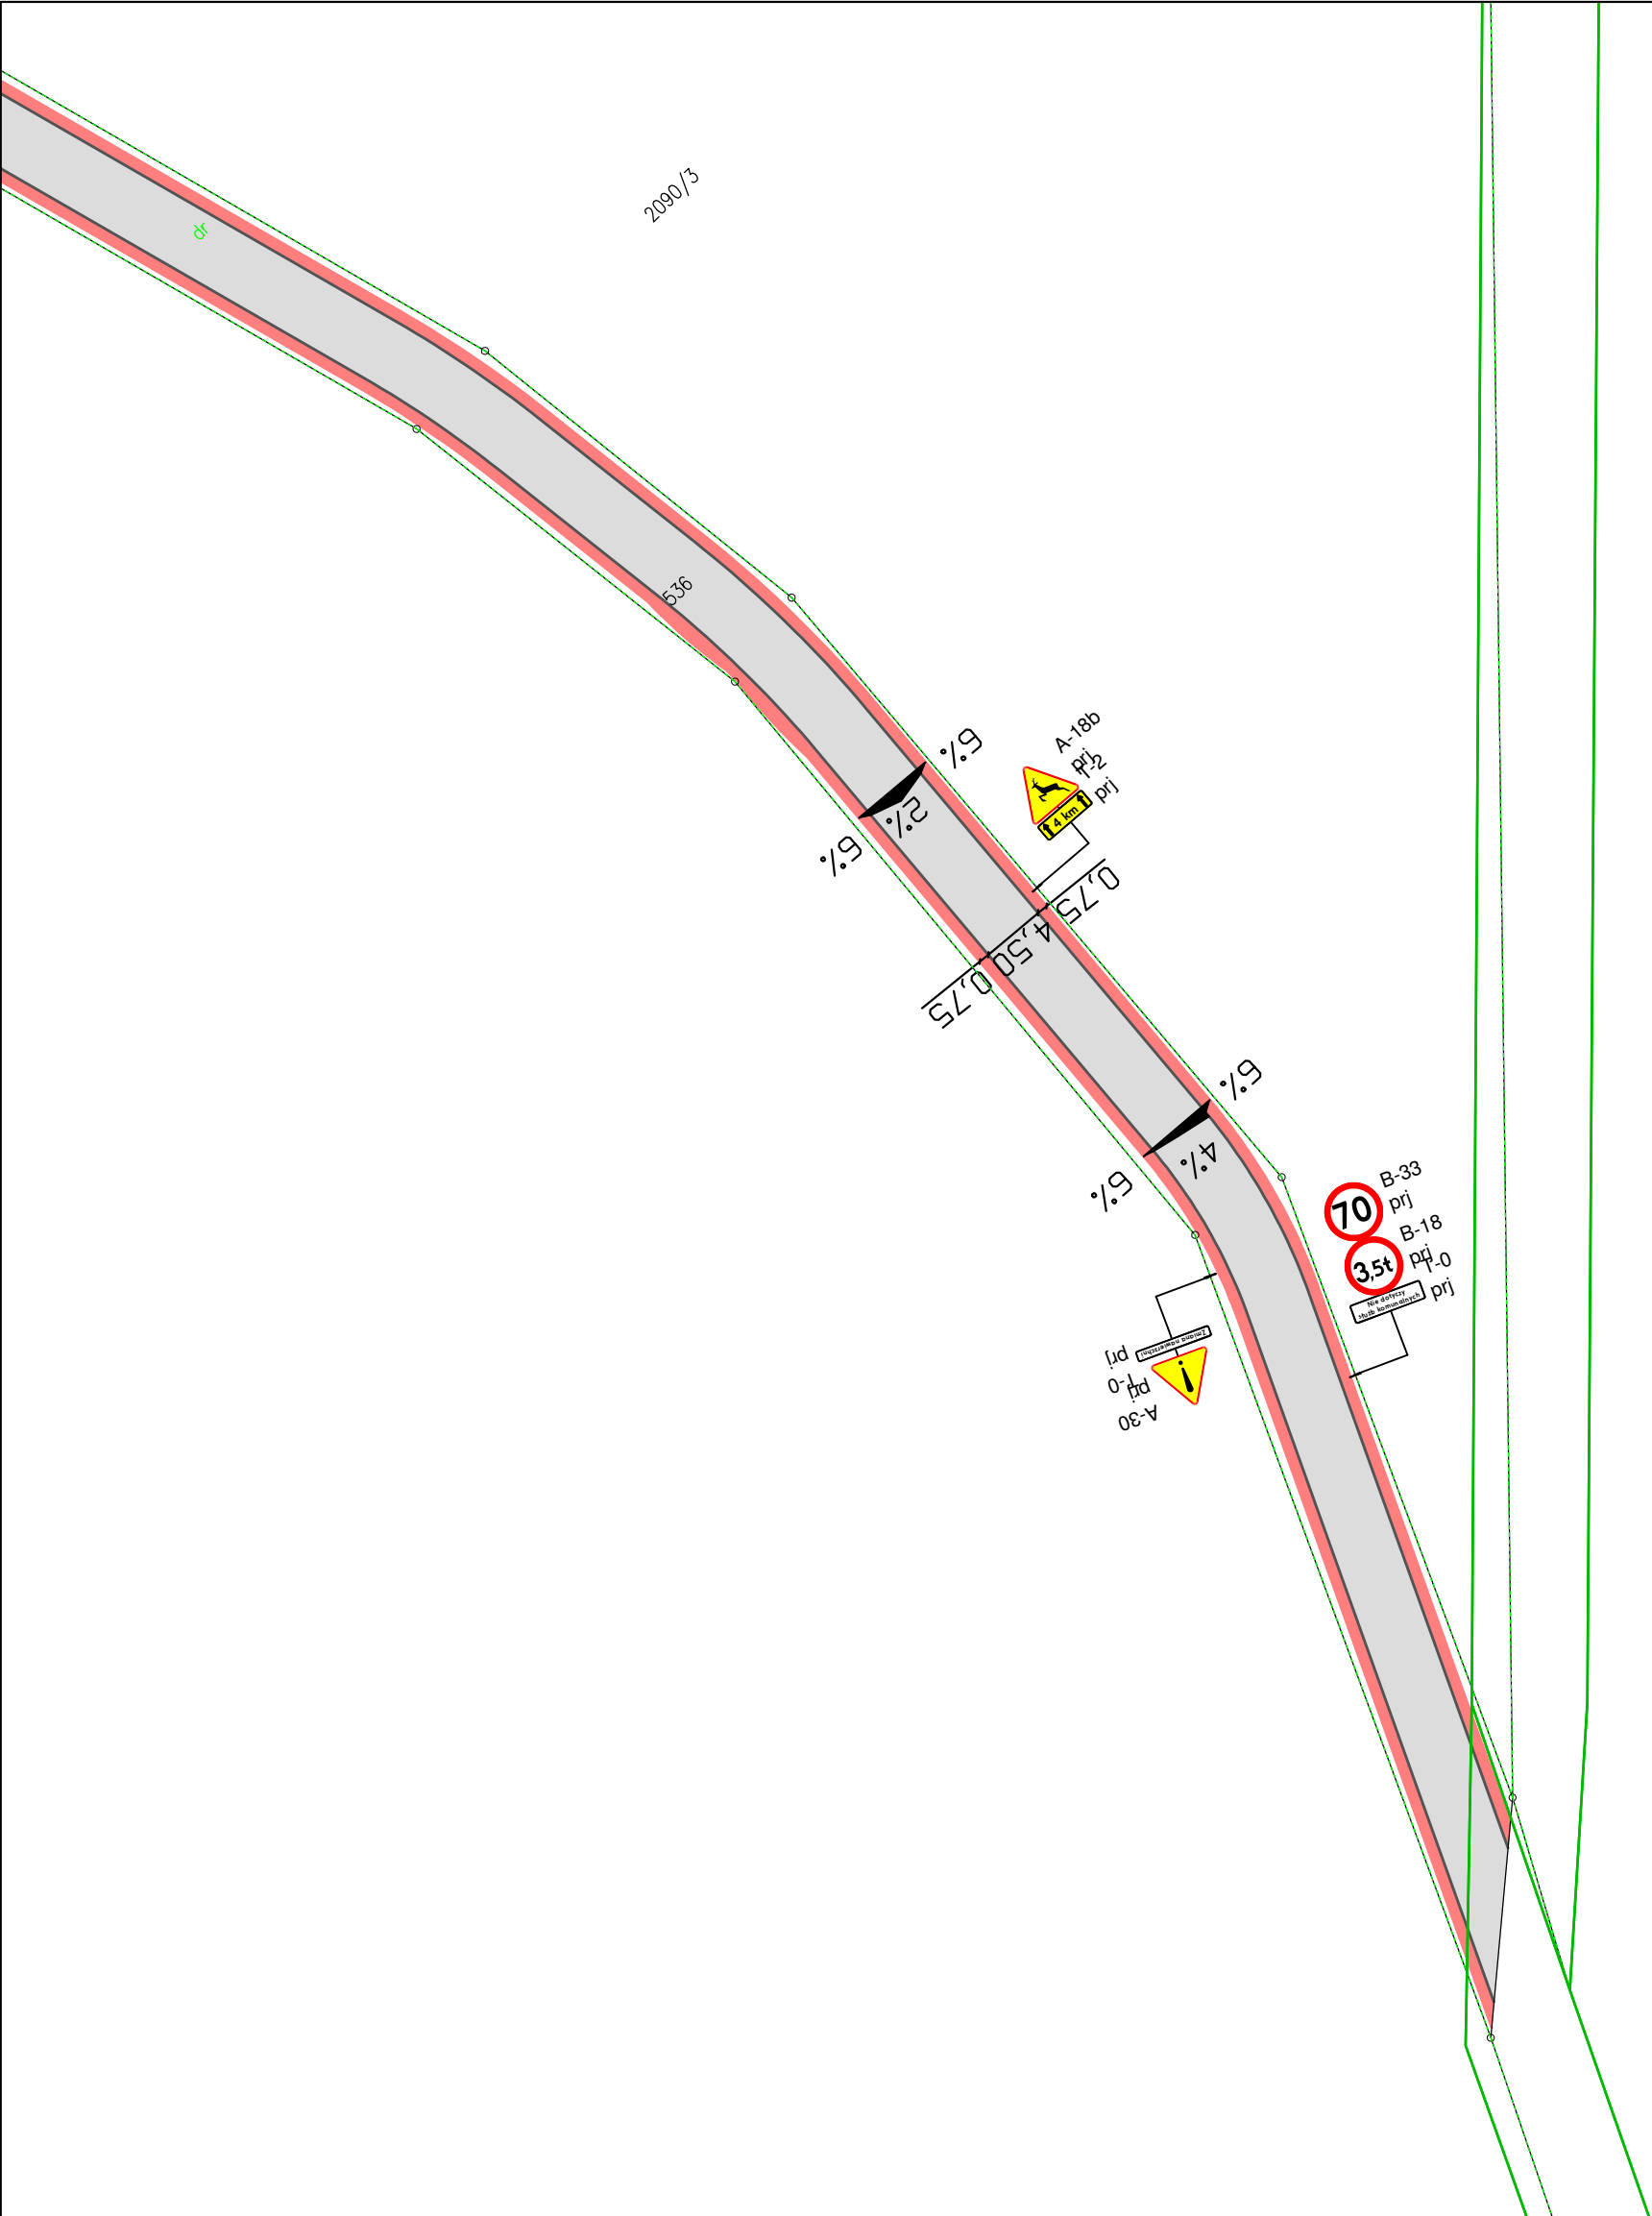 2090/3
dr
536
A-18b
prj
T-2
prj
4 km
6%
2%
6%
0,75
4,50
0,75
6%
4%
6%
B-33
prj
70
B-18
prj
T-0
prj
3,5t
Nie dotyczy
służb komunalnych
Zmiana nawierzchni
prj
T-0
prj
A-30